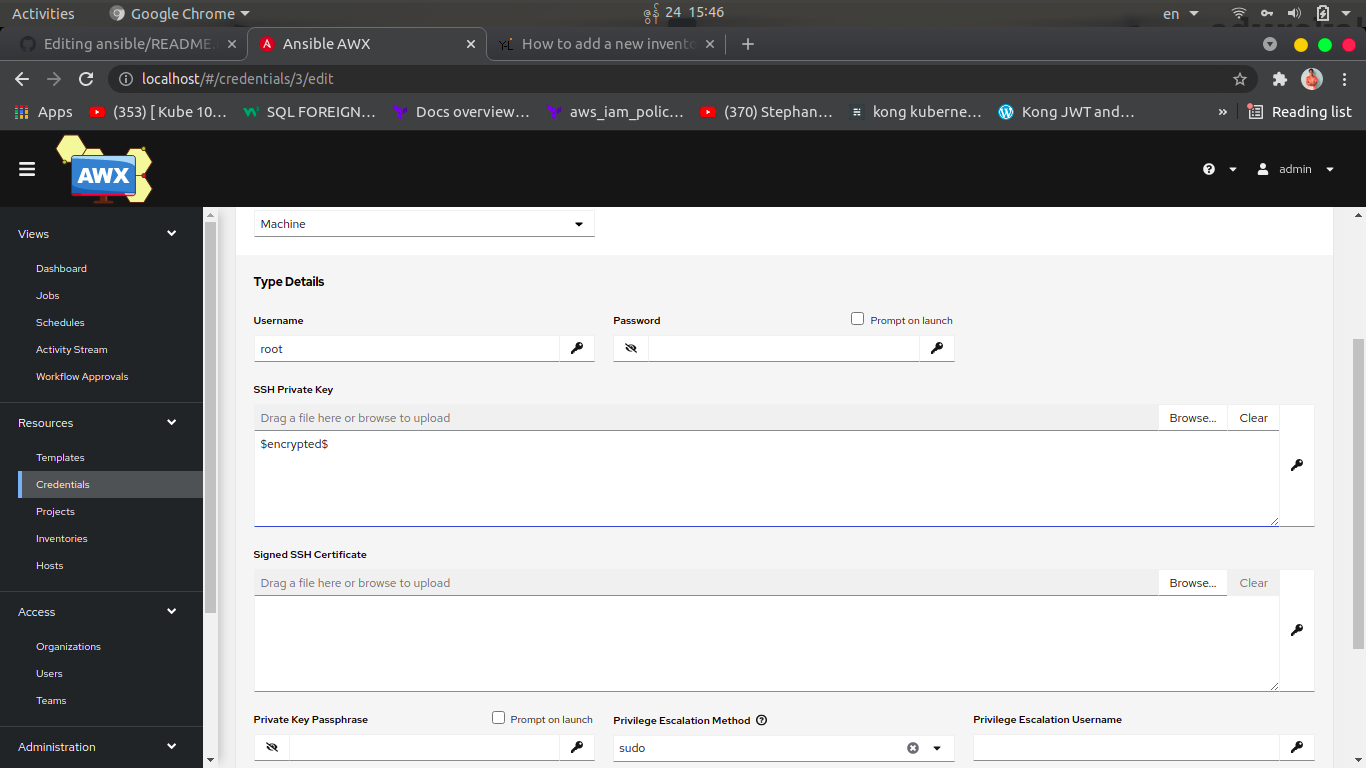 Activities Google Chrome 24 15:46 en
Editing ansible/README. Ansible AWX How to add a new invento
localhost/#/credentials/3/edit
Apps (353) [ Kube 10... SQL FOREIGN... Docs overview... aws_iam_polic... (370) Stephan... kong kuberne... Kong JWT and... » Reading list
AWX admin
Views
Dashboard
Jobs
Schedules
Activity Stream
Workflow Approvals
Resources
Templates
Credentials
Projects
Inventories
Hosts
Access
Organizations
Users
Teams
Administration
Machine
Type Details
Username Password Prompt on launch
root
SSH Private Key
Drag a file here or browse to upload Browse... Clear
$encrypted$
Signed SSH Certificate
Drag a file here or browse to upload Browse... Clear
Private Key Passphrase Prompt on launch Privilege Escalation Method Privilege Escalation Username
sudo